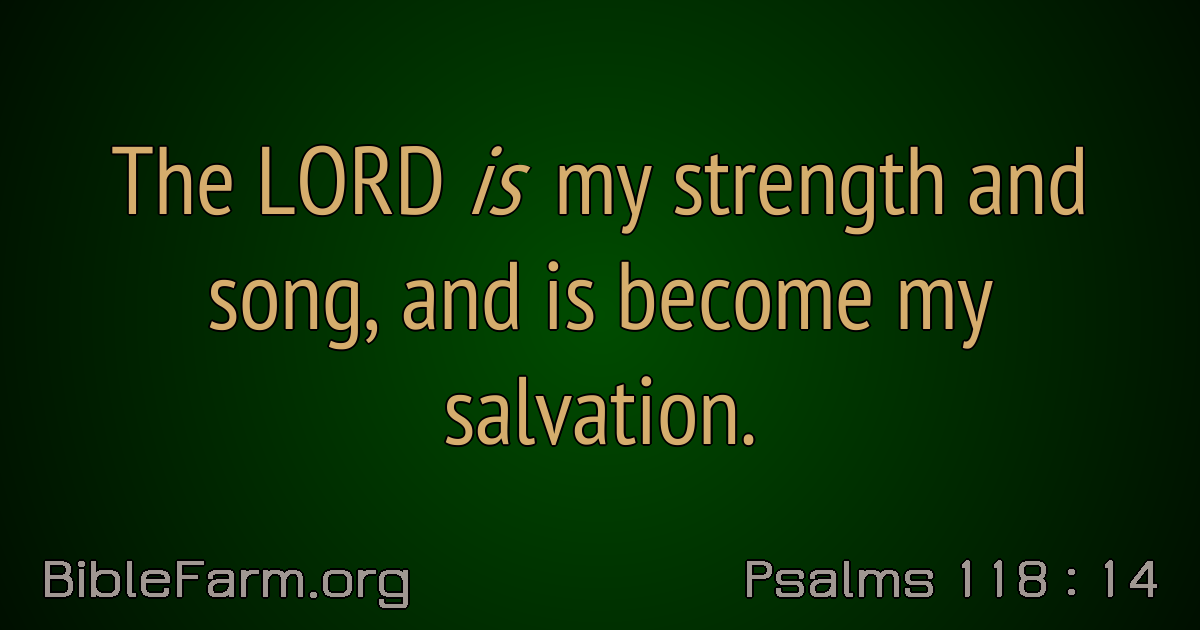 The LORD is my strength and
song, and is become my
salvation.
BibleFarm.org
Psalms 118 : 14